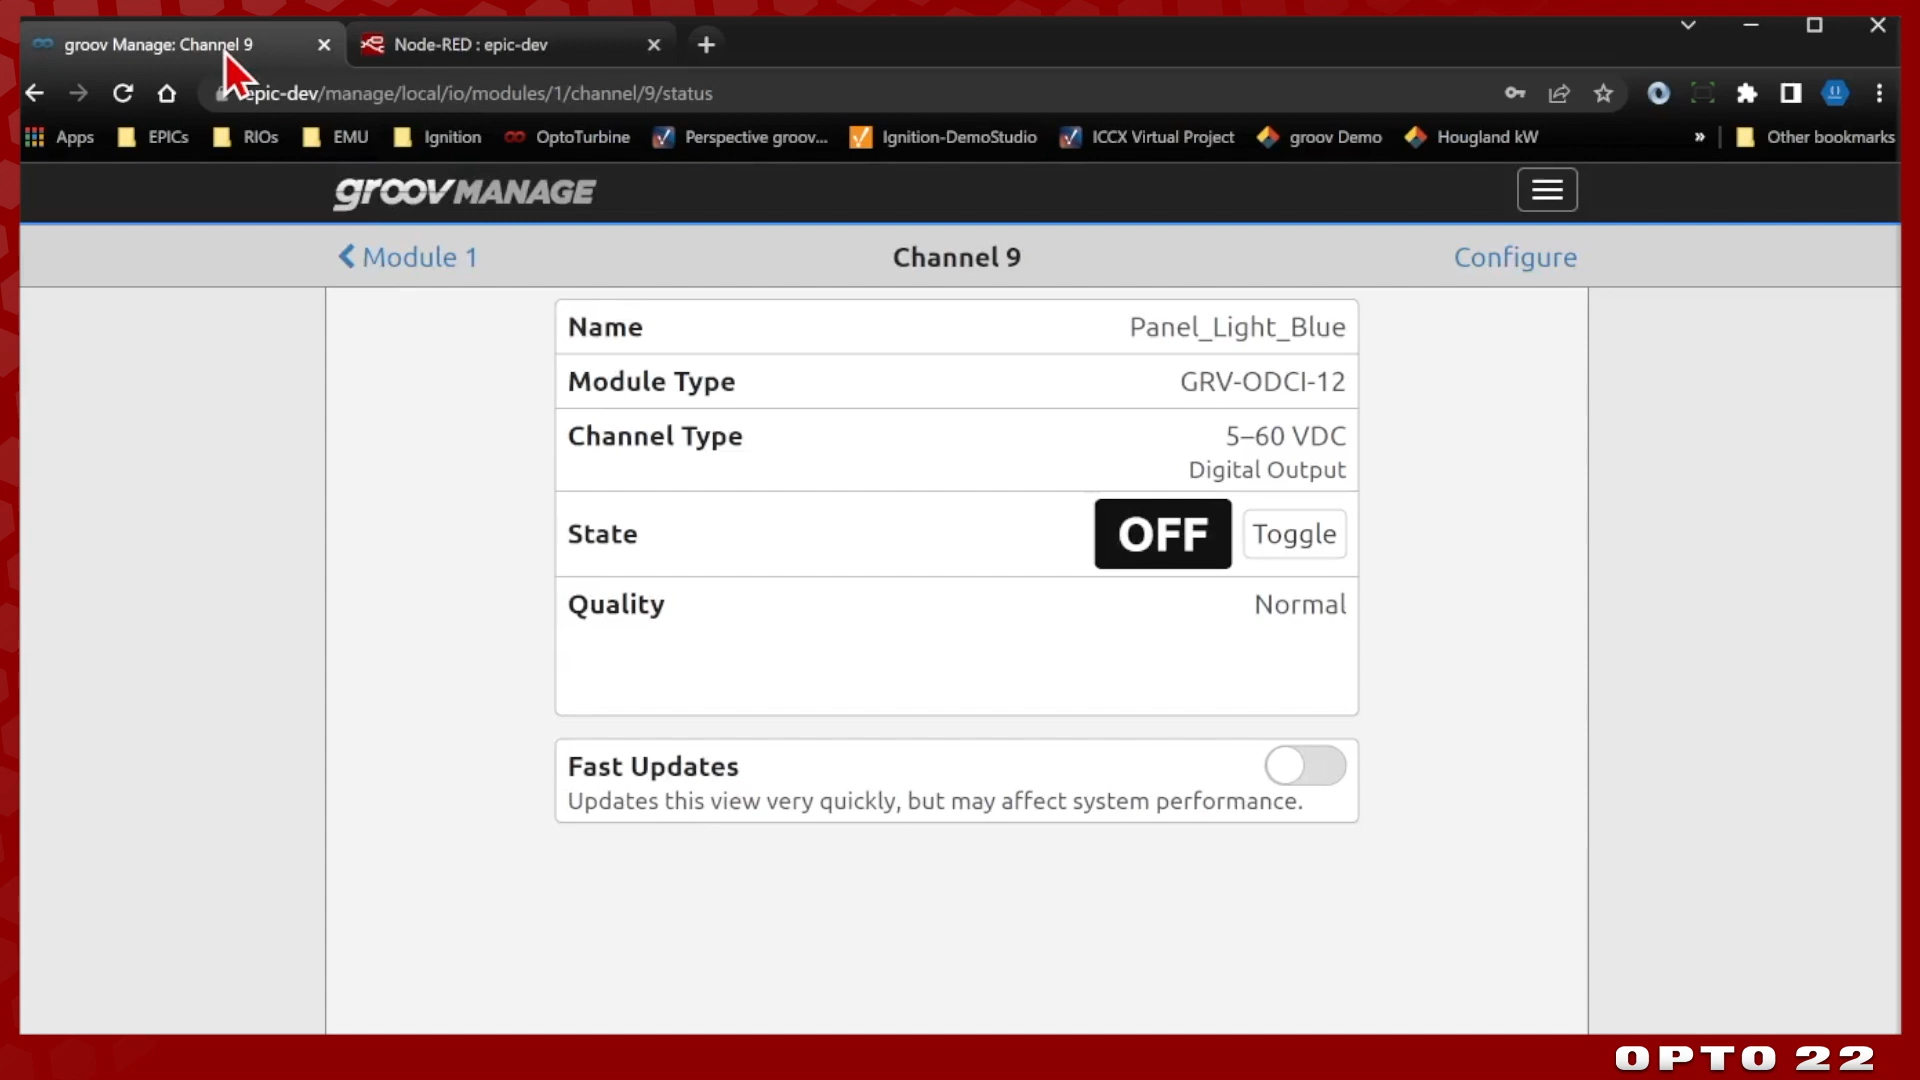 groov Manage: Channel 9
Node-RED : epic-dev
epic-dev/manage/local/io/modules/1/channel/9/status
Apps EPICs RIOs EMU Ignition OptoTurbine Perspective groov... Ignition-DemoStudio ICCX Virtual Project groov Demo Hougland kW » Other bookmarks
groov MANAGE
Module 1 Channel 9 Configure
Name Panel_Light_Blue
Module Type GRV-ODCI-12
Channel Type 5–60 VDC
Digital Output
State OFF Toggle
Quality Normal
Fast Updates
Updates this view very quickly, but may affect system performance.
OPTO 22